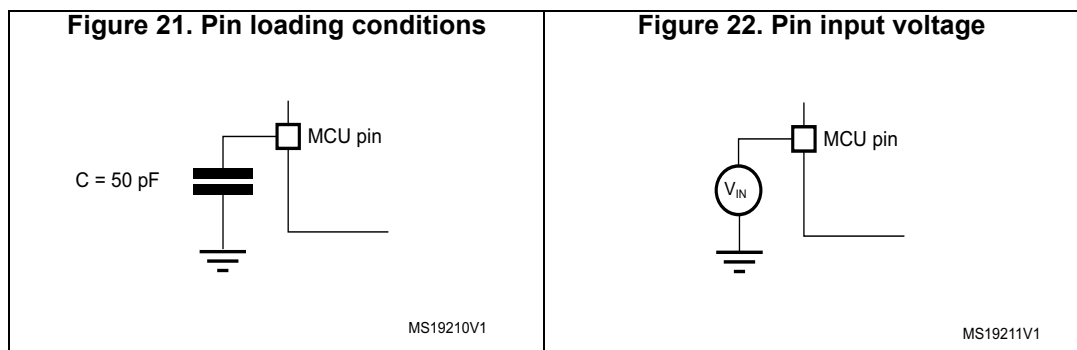 Figure 21. Pin loading conditions
MCU pin
C = 50 pF
MS19210V1
Figure 22. Pin input voltage
MCU pin
VIN
MS19211V1